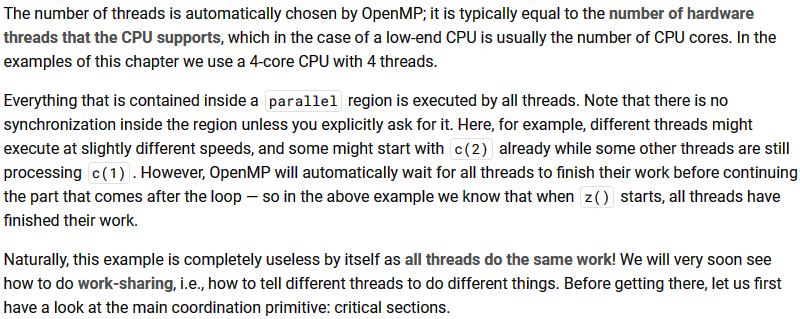 The number of threads is automatically chosen by OpenMP; it is typically equal to the number of hardware
threads that the CPU supports, which in the case of a low-end CPU is usually the number of CPU cores. In the
examples of this chapter we use a 4-core CPU with 4 threads.
Everything that is contained inside a parallel region is executed by all threads. Note that there is no
synchronization inside the region unless you explicitly ask for it. Here, for example, different threads might
execute at slightly different speeds, and some might start with c(2) already while some other threads are still
processing c(1). However, OpenMP will automatically wait for all threads to finish their work before continuing
the part that comes after the loop — so in the above example we know that when z() starts, all threads have
finished their work.
Naturally, this example is completely useless by itself as all threads do the same work! We will very soon see
how to do work-sharing, i.e., how to tell different threads to do different things. Before getting there, let us first
have a look at the main coordination primitive: critical sections.